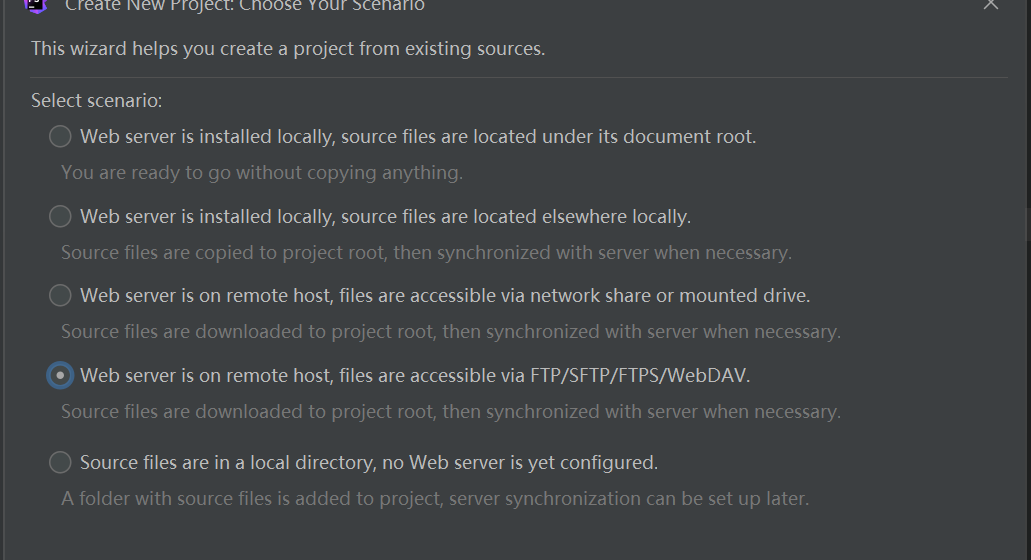 Create New Project: Choose Your Scenario
This wizard helps you create a project from existing sources.
Select scenario:
Web server is installed locally, source files are located under its document root.
You are ready to go without copying anything.
Web server is installed locally, source files are located elsewhere locally.
Source files are copied to project root, then synchronized with server when necessary.
Web server is on remote host, files are accessible via network share or mounted drive.
Source files are downloaded to project root, then synchronized with server when necessary.
Web server is on remote host, files are accessible via FTP/SFTP/FTPS/WebDAV.
Source files are downloaded to project root, then synchronized with server when necessary.
Source files are in a local directory, no Web server is yet configured.
A folder with source files is added to project, server synchronization can be set up later.